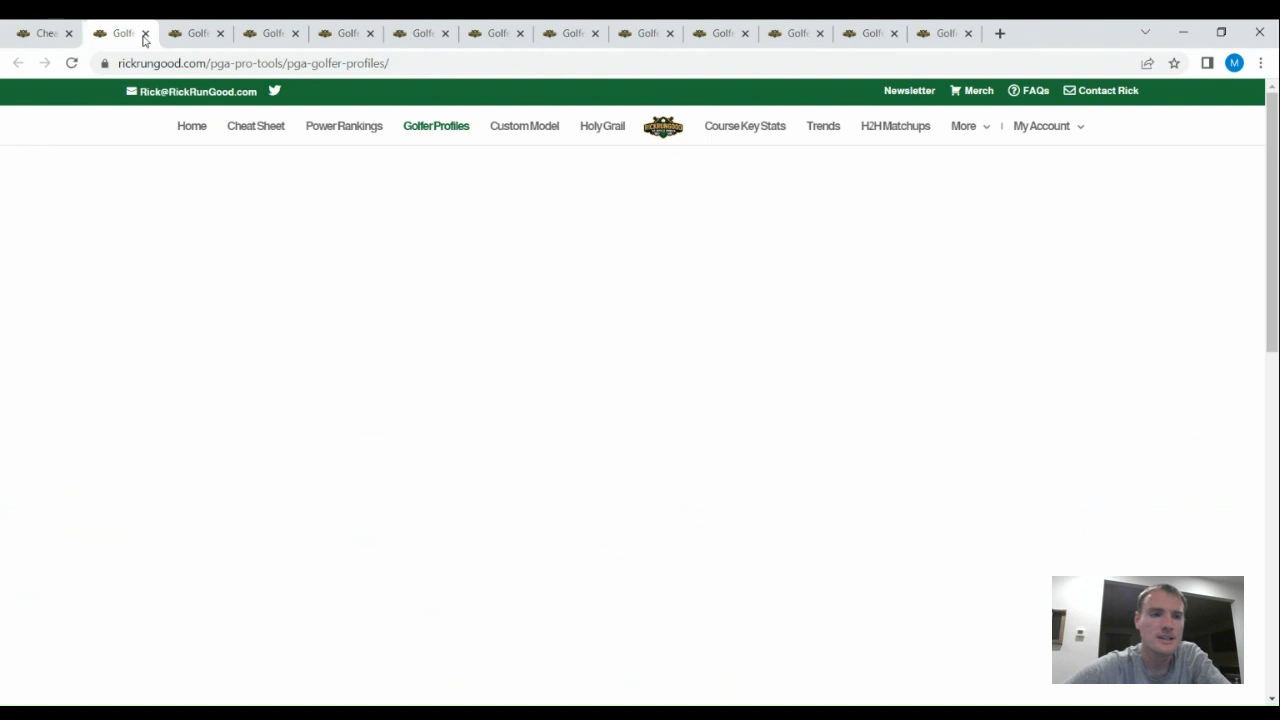 Chea
Golf
Golf
Golf
Golf
Golf
Golf
Golf
Golf
Golf
Golf
Golf
Golf
rickrungood.com/pga-pro-tools/pga-golfer-profiles/
M
Rick@RickRunGood.com
Newsletter Merch FAQs Contact Rick
Home Cheat Sheet Power Rankings Golfer Profiles Custom Model Holy Grail RICKRUNGOOD Course Key Stats Trends H2H Matchups More My Account